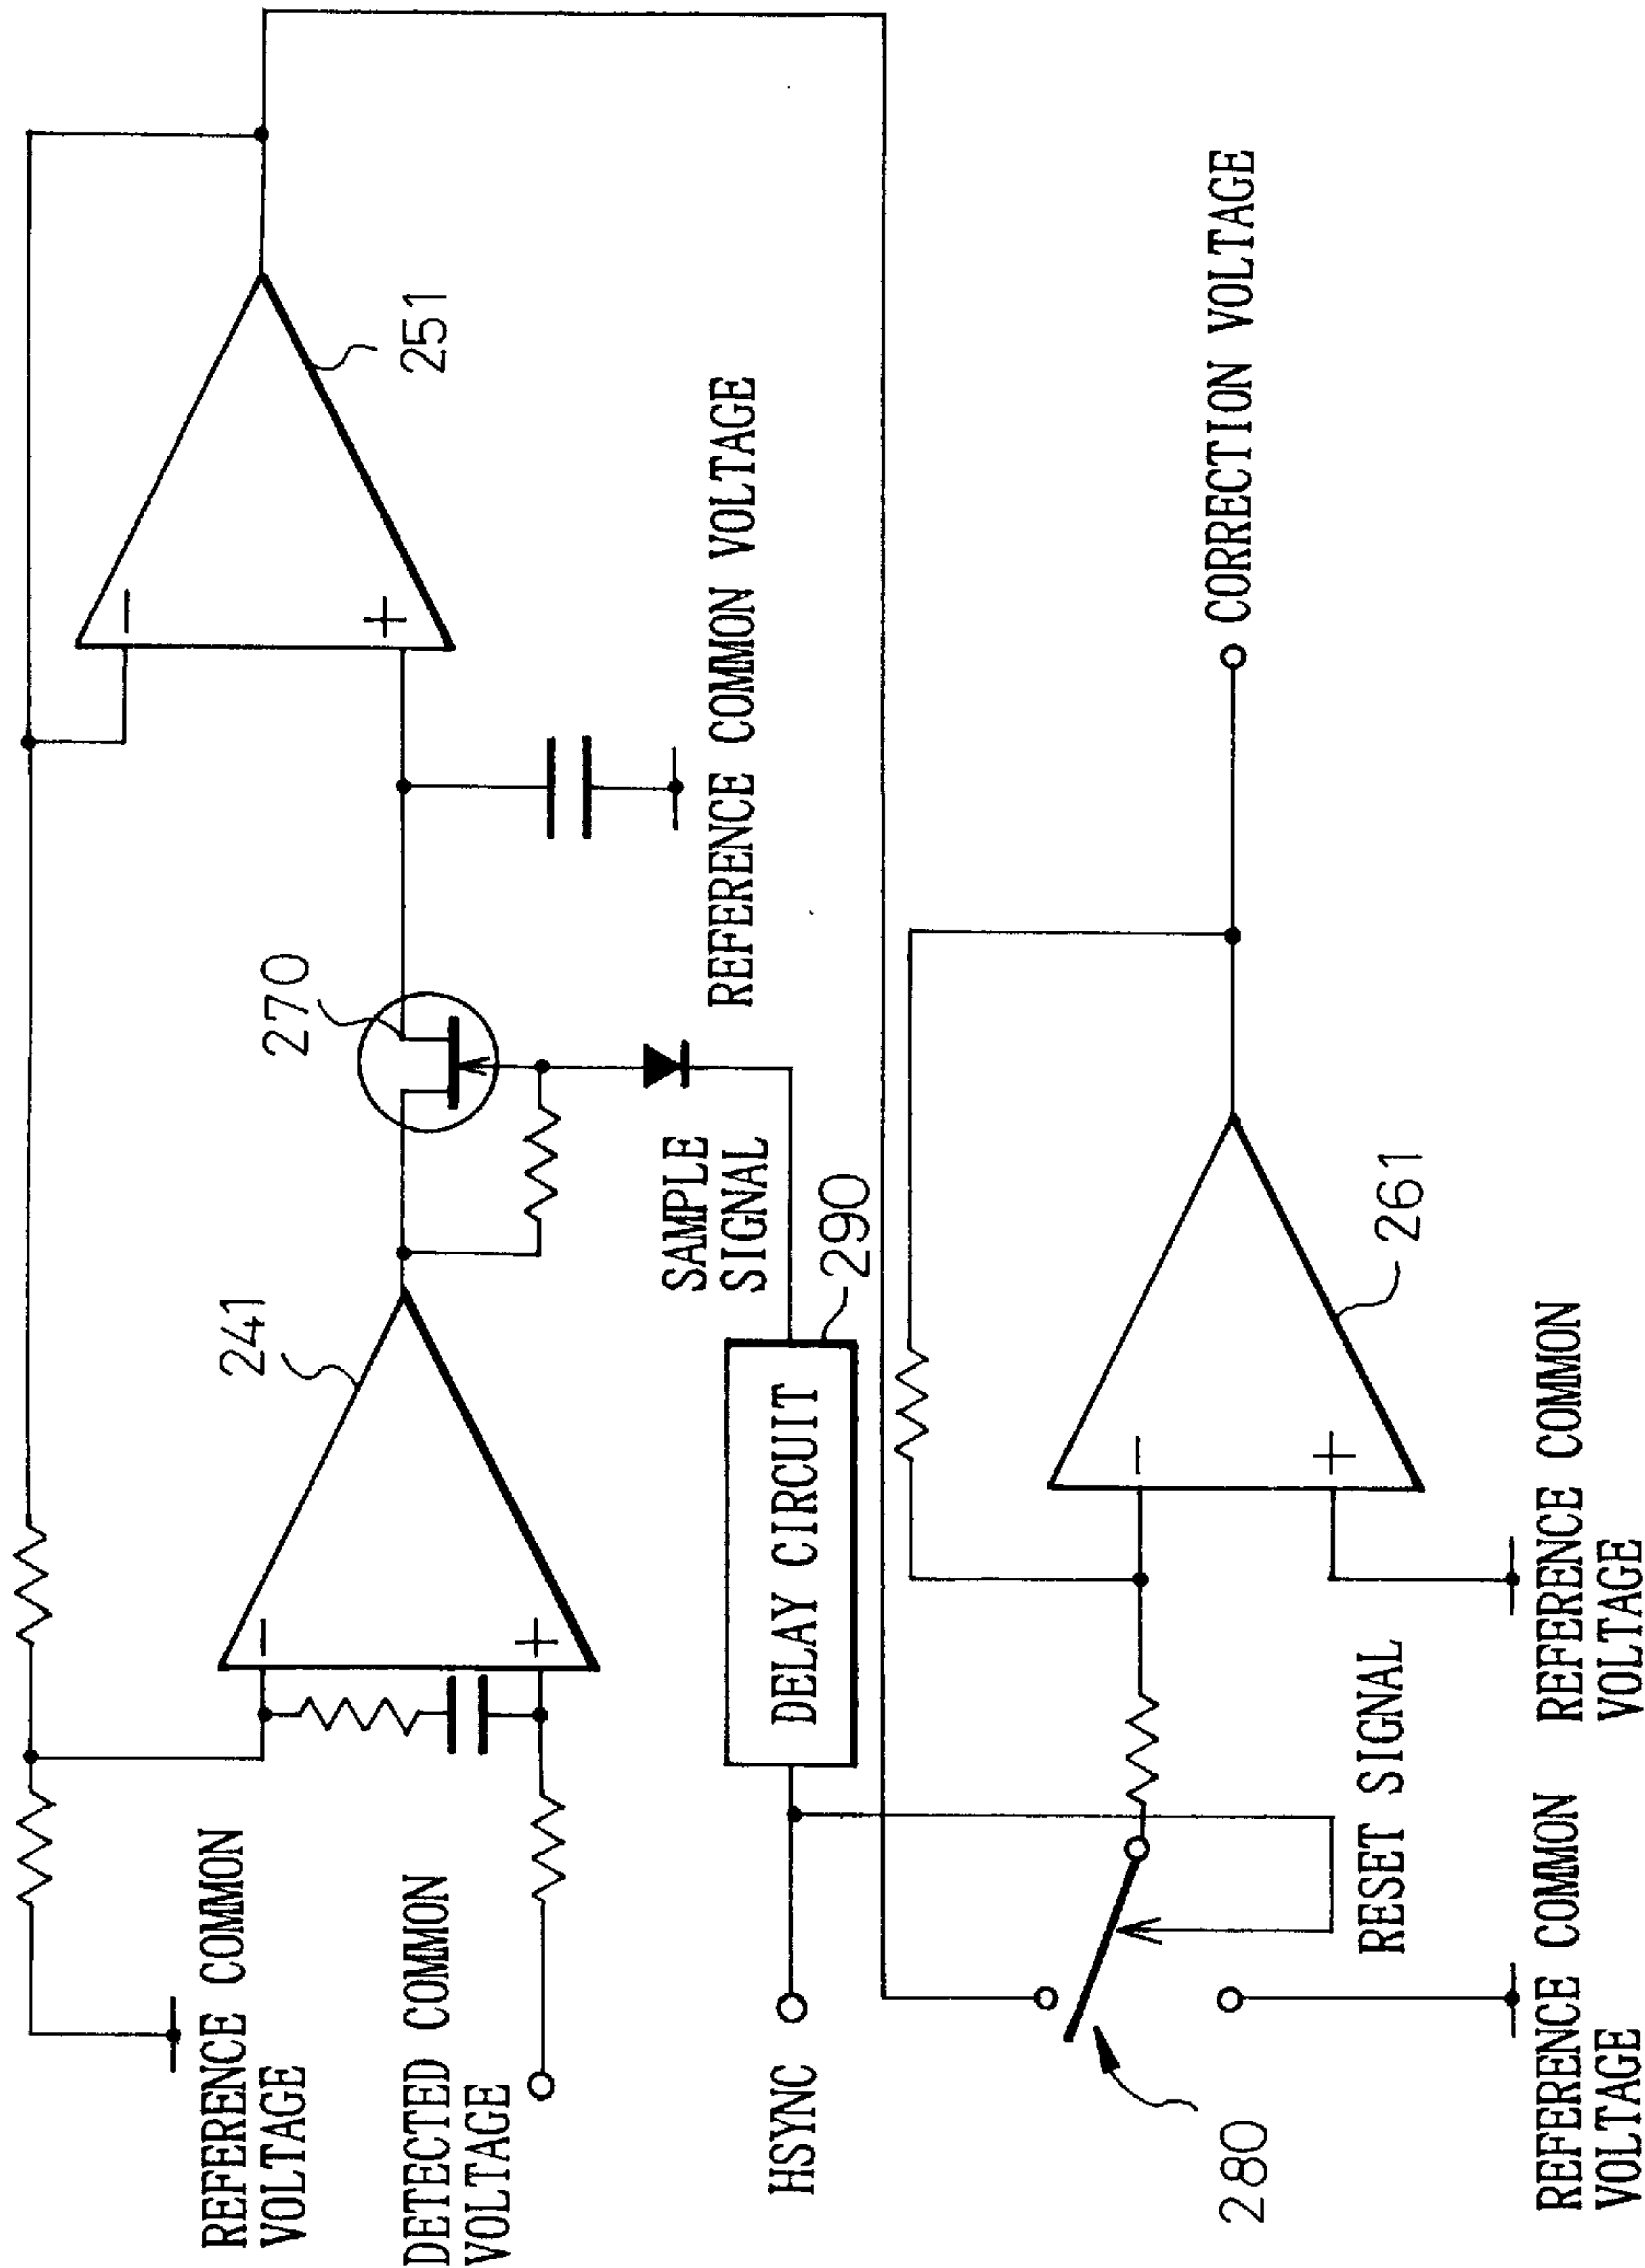 REFERENCE COMMON
VOLTAGE
DETECTED COMMON
VOLTAGE
241
−
+
270
SAMPLE
SIGNAL
251
−
+
REFERENCE COMMON VOLTAGE
HSYNC
DELAY CIRCUIT
290
280
RESET SIGNAL
REFERENCE COMMON
VOLTAGE
REFERENCE COMMON
VOLTAGE
−
+
261
CORRECTION VOLTAGE